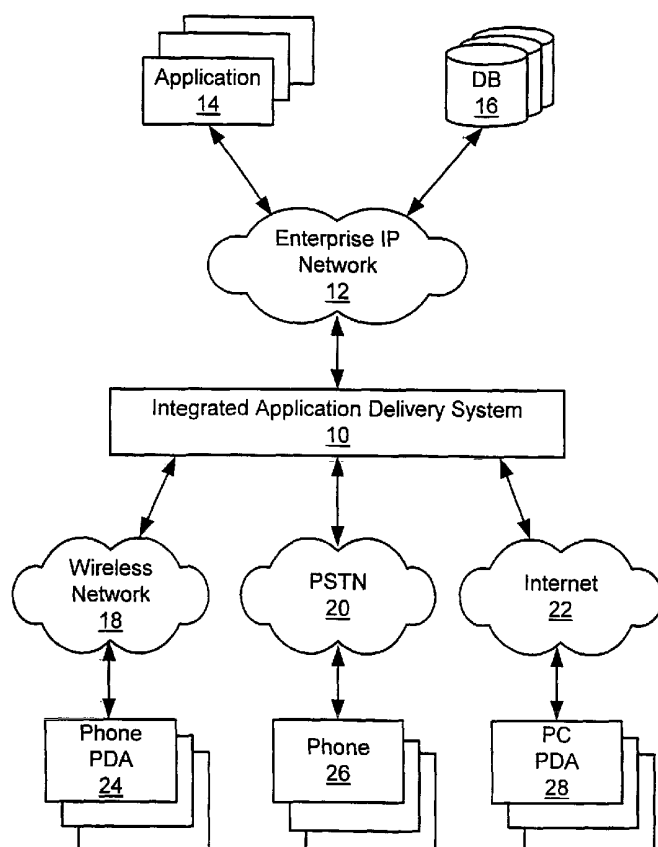 Application
14
DB
16
Enterprise IP
Network
12
Integrated Application Delivery System
10
Wireless
Network
18
PSTN
20
Internet
22
Phone
PDA
24
Phone
26
PC
PDA
28